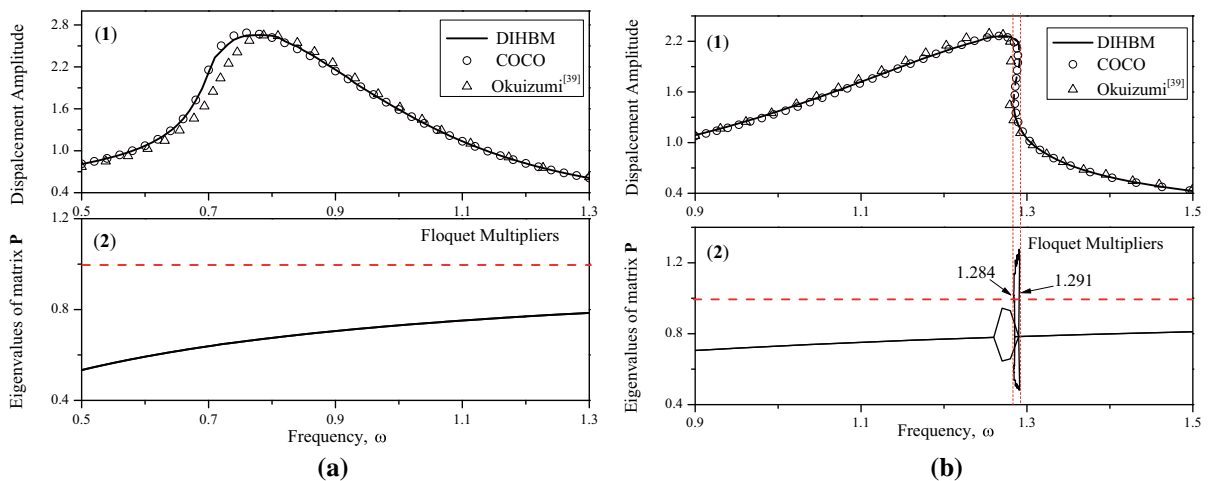 (1)
DIHBM
COCO
Okuizumi[39]
Dispalcement Amplitude
2.8
2.2
1.6
1.0
0.4
0.5 0.7 0.9 1.1 1.3
(2)
Floquet Multipliers
Eigenvalues of matrix P
1.2
0.8
0.4
0.5 0.7 0.9 1.1 1.3
Frequency, ω
(a)
(1)
DIHBM
COCO
Okuizumi[39]
Dispalcement Amplitude
2.2
1.6
1.0
0.4
0.9 1.1 1.3 1.5
(2)
Floquet Multipliers
1.284
1.291
Eigenvalues of matrix P
1.2
0.8
0.4
0.9 1.1 1.3 1.5
Frequency, ω
(b)